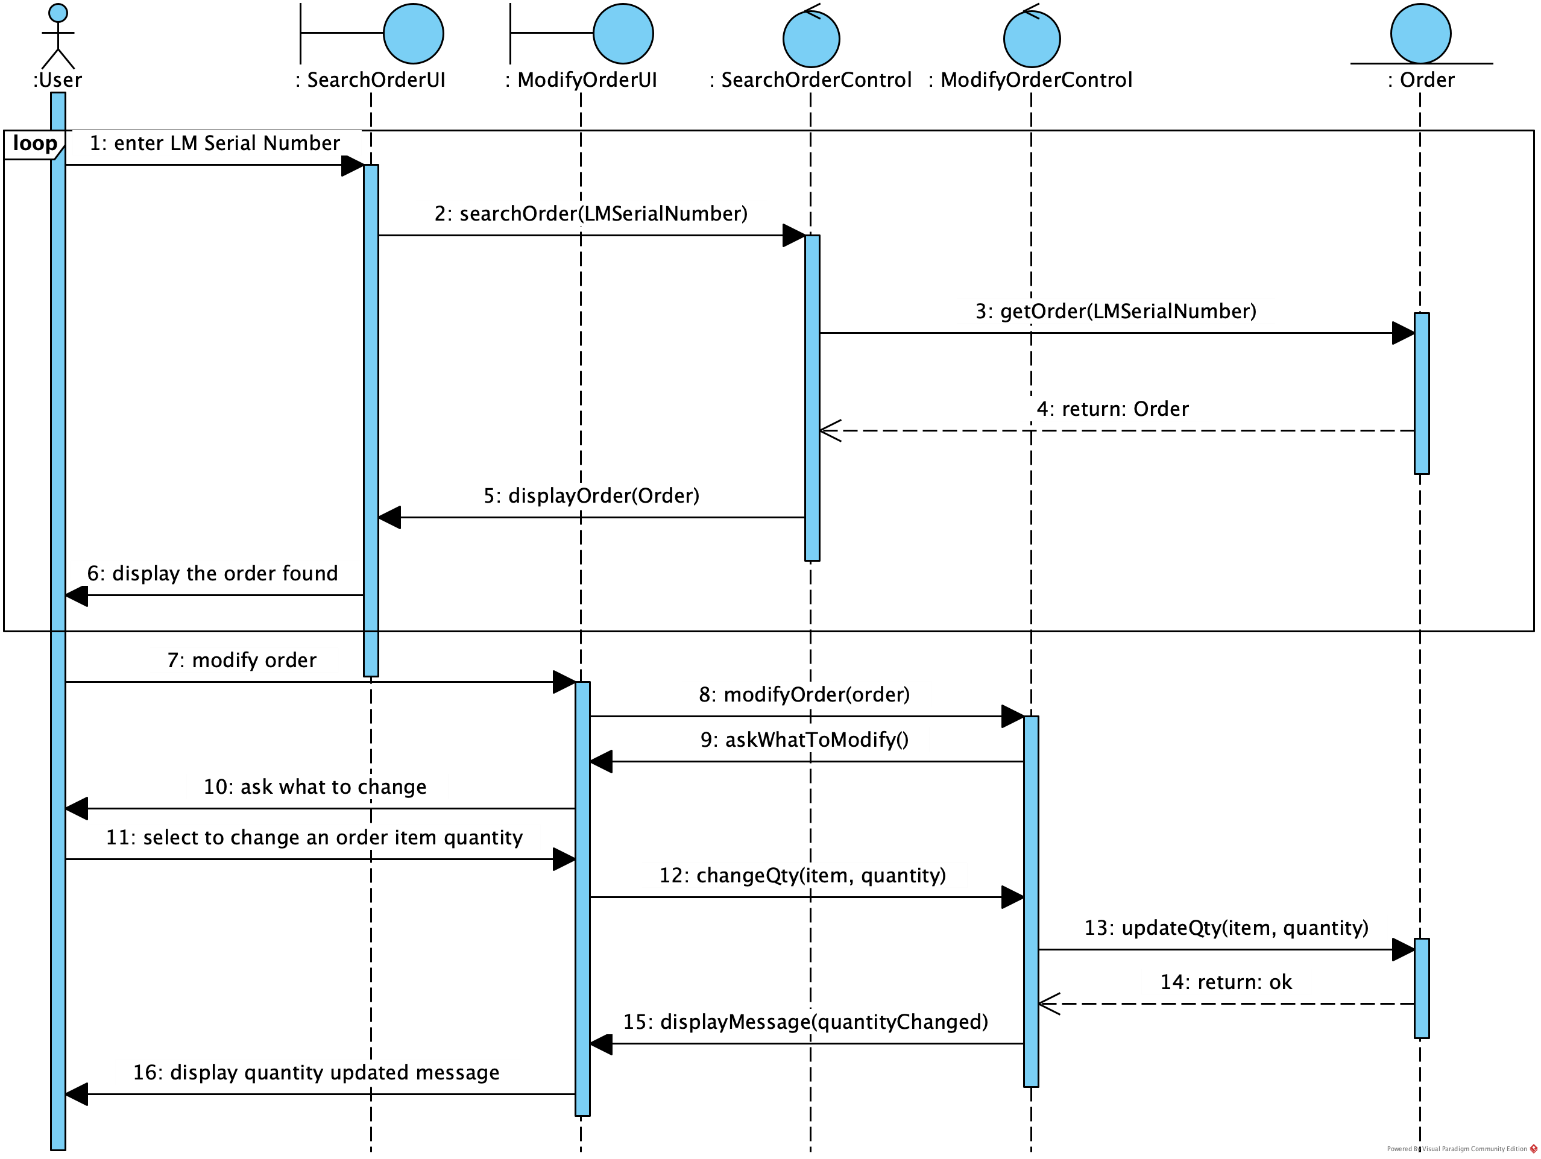 :User
: SearchOrderUI
: ModifyOrderUI
: SearchOrderControl
: ModifyOrderControl
: Order
loop
1: enter LM Serial Number
2: searchOrder(LMSerialNumber)
3: getOrder(LMSerialNumber)
4: return: Order
5: displayOrder(Order)
6: display the order found
7: modify order
8: modifyOrder(order)
9: askWhatToModify()
10: ask what to change
11: select to change an order item quantity
12: changeQty(item, quantity)
13: updateQty(item, quantity)
14: return: ok
15: displayMessage(quantityChanged)
16: display quantity updated message
Powered By Visual Paradigm Community Edition